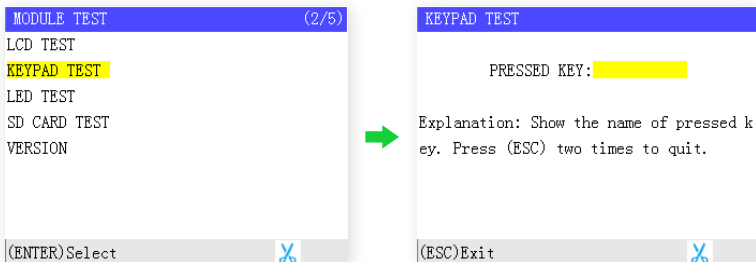 MODULE TEST (2/5)
LCD TEST
KEYPAD TEST
LED TEST
SD CARD TEST
VERSION
(ENTER)Select
KEYPAD TEST
PRESSED KEY:
Explanation: Show the name of pressed k
ey. Press (ESC) two times to quit.
(ESC)Exit